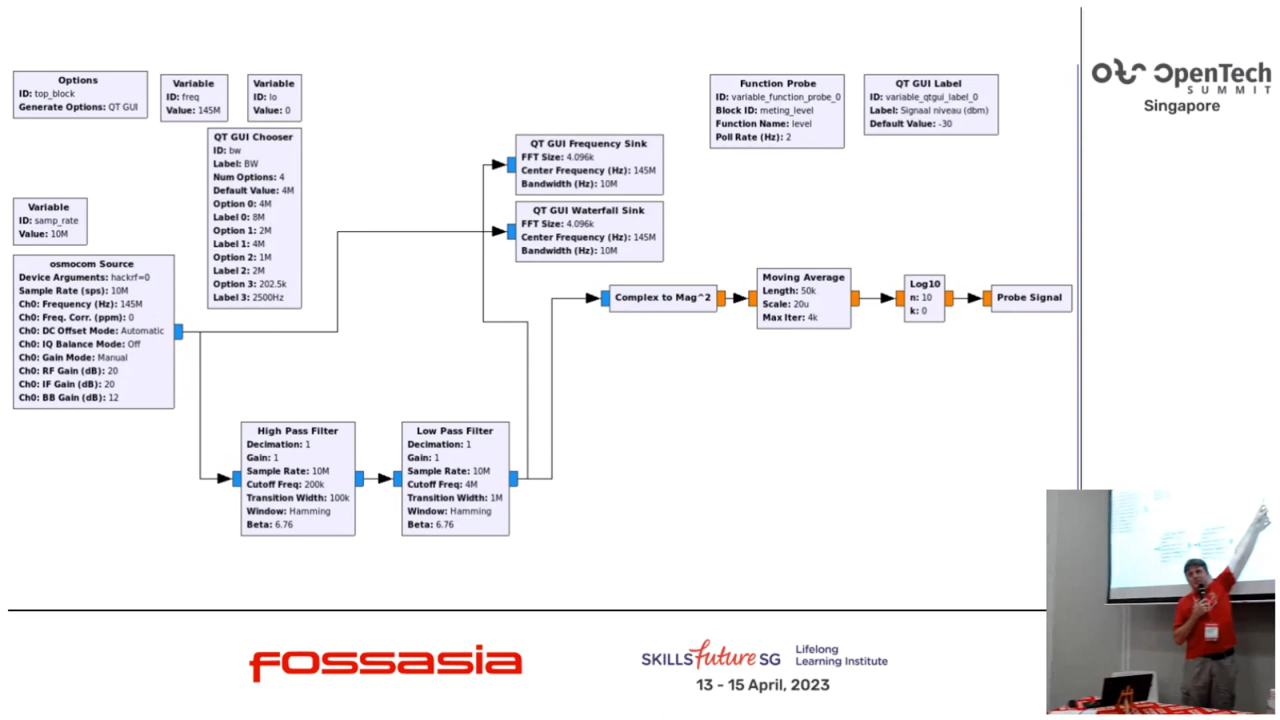 Options
ID: top_block
Generate Options: QT GUI
Variable
ID: freq
Value: 145M
Variable
ID: lo
Value: 0
QT GUI Chooser
ID: bw
Label: BW
Num Options: 4
Default Value: 4M
Option 0: 4M
Label 0: 8M
Option 1: 2M
Label 1: 4M
Option 2: 1M
Label 2: 2M
Option 3: 202.5k
Label 3: 2500Hz
Variable
ID: samp_rate
Value: 10M
osmocom Source
Device Arguments: hackrf=0
Sample Rate (sps): 10M
Ch0: Frequency (Hz): 145M
Ch0: Freq. Corr. (ppm): 0
Ch0: DC Offset Mode: Automatic
Ch0: IQ Balance Mode: Off
Ch0: Gain Mode: Manual
Ch0: RF Gain (dB): 20
Ch0: IF Gain (dB): 20
Ch0: BB Gain (dB): 12
QT GUI Frequency Sink
FFT Size: 4.096k
Center Frequency (Hz): 145M
Bandwidth (Hz): 10M
QT GUI Waterfall Sink
FFT Size: 4.096k
Center Frequency (Hz): 145M
Bandwidth (Hz): 10M
Function Probe
ID: variable_function_probe_0
Block ID: meting_level
Function Name: level
Poll Rate (Hz): 2
QT GUI Label
ID: variable_qtgui_label_0
Label: Signaal niveau (dbm)
Default Value: -30
Complex to Mag^2
Moving Average
Length: 50k
Scale: 20u
Max Iter: 4k
Log10
n: 10
k: 0
Probe Signal
High Pass Filter
Decimation: 1
Gain: 1
Sample Rate: 10M
Cutoff Freq: 200k
Transition Width: 100k
Window: Hamming
Beta: 6.76
Low Pass Filter
Decimation: 1
Gain: 1
Sample Rate: 10M
Cutoff Freq: 4M
Transition Width: 1M
Window: Hamming
Beta: 6.76
OpenTech
SUMMIT
Singapore
fossasia
SKILLS future SG
Lifelong
Learning Institute
13 - 15 April, 2023